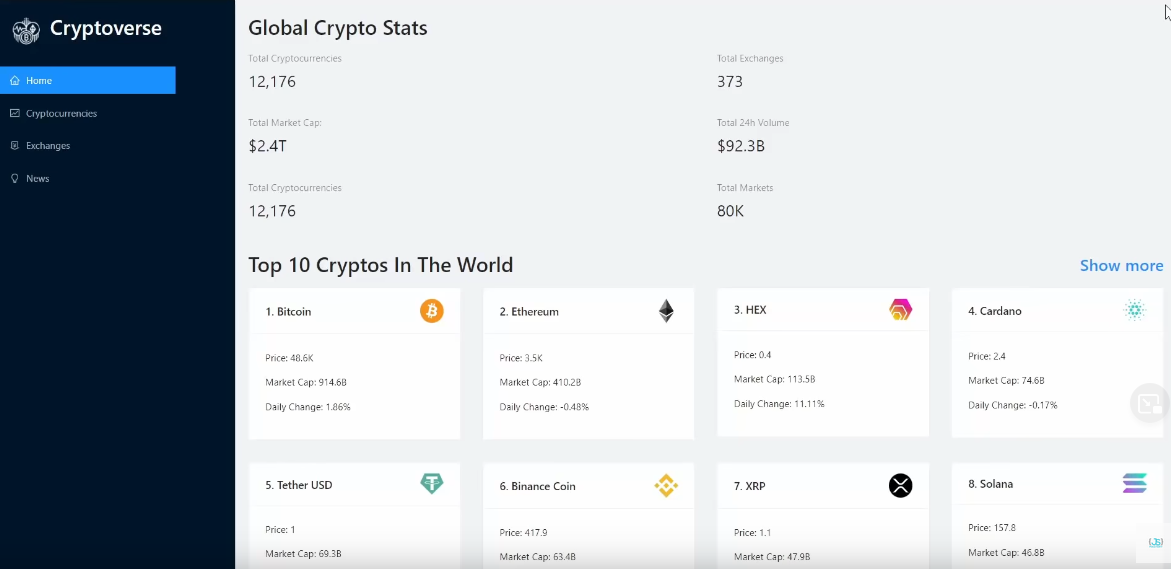 Cryptoverse
Home
Cryptocurrencies
Exchanges
News
Global Crypto Stats
Total Cryptocurrencies
12,176
Total Exchanges
373
Total Market Cap:
$2.4T
Total 24h Volume
$92.3B
Total Cryptocurrencies
12,176
Total Markets
80K
Top 10 Cryptos In The World
Show more
1. Bitcoin
Price: 48.6K
Market Cap: 914.6B
Daily Change: 1.86%
2. Ethereum
Price: 3.5K
Market Cap: 410.2B
Daily Change: -0.48%
3. HEX
Price: 0.4
Market Cap: 113.5B
Daily Change: 11.11%
4. Cardano
Price: 2.4
Market Cap: 74.6B
Daily Change: -0.17%
5. Tether USD
Price: 1
Market Cap: 69.3B
6. Binance Coin
Price: 417.9
Market Cap: 63.4B
7. XRP
Price: 1.1
Market Cap: 47.9B
8. Solana
Price: 157.8
Market Cap: 46.8B
(JS)